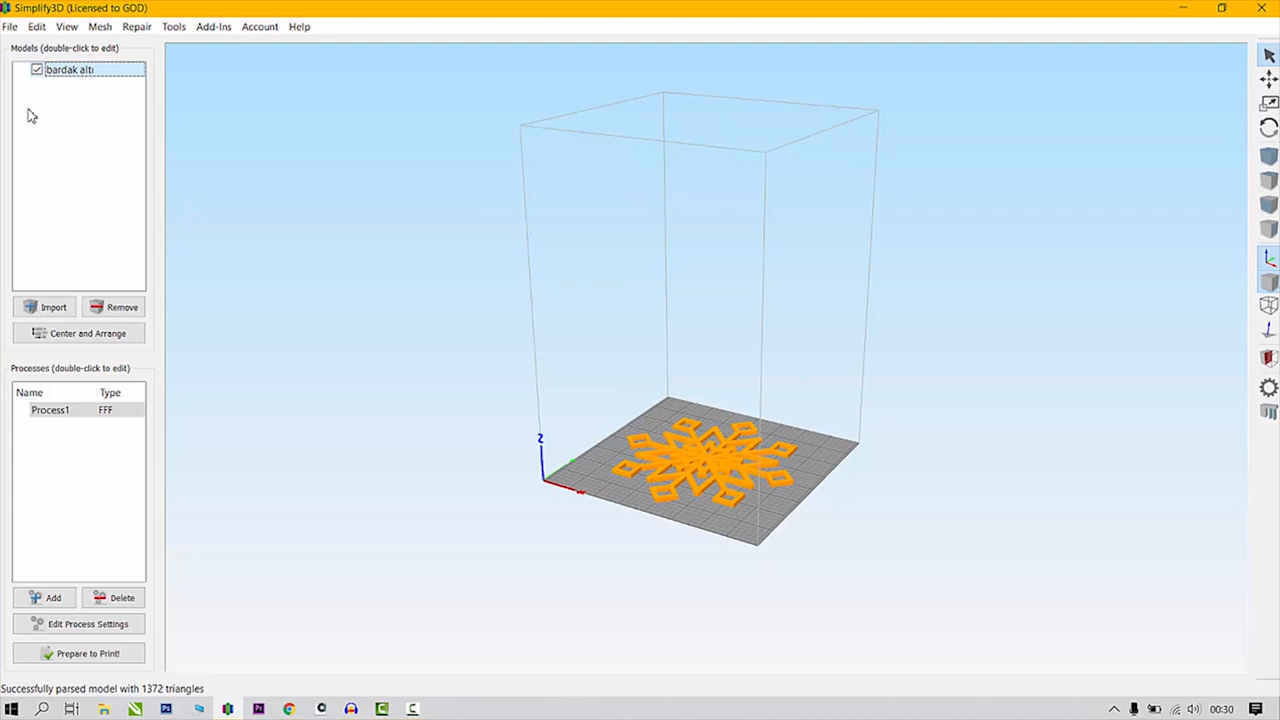 Simplify3D (Licensed to GOD)
File Edit View Mesh Repair Tools Add-Ins Account Help
Models (double-click to edit)
bardak altı
Import Remove
Center and Arrange
Processes (double-click to edit)
Name Type
Process1 FFF
Add Delete
Edit Process Settings
Prepare to Print!
Z
Successfully parsed model with 1372 triangles
00:30